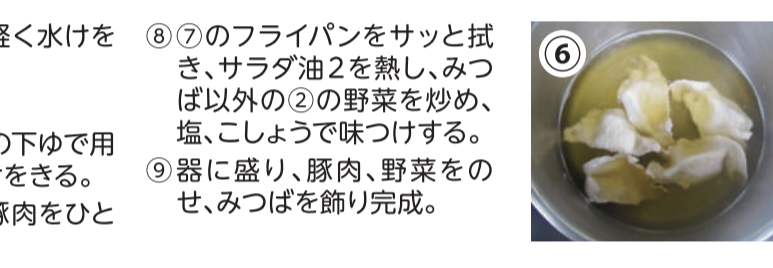 軽く水けを
の下ゆで用
けをきる。
豚肉をひと
⑧⑦のフライパンをサッと拭
き、サラダ油2を熱し、みつ
ば以外の②の野菜を炒め、
塩、こしょうで味つけする。
⑨器に盛り、豚肉、野菜をの
せ、みつばを飾り完成。
⑥